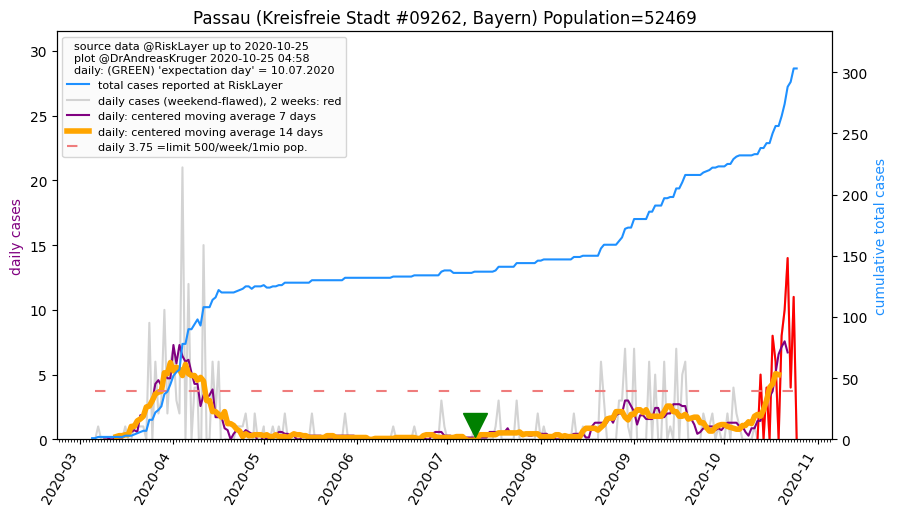 Passau (Kreisfreie Stadt #09262, Bayern) Population=52469
source data @RiskLayer up to 2020-10-25
plot @DrAndreasKruger 2020-10-25 04:58
daily: (GREEN) 'expectation day' = 10.07.2020
total cases reported at RiskLayer
daily cases (weekend-flawed), 2 weeks: red
daily: centered moving average 7 days
daily: centered moving average 14 days
daily 3.75 =limit 500/week/1mio pop.
daily cases
30
25
20
15
10
5
0
cumulative total cases
300
250
200
150
100
50
0
2020-03
2020-04
2020-05
2020-06
2020-07
2020-08
2020-09
2020-10
2020-11